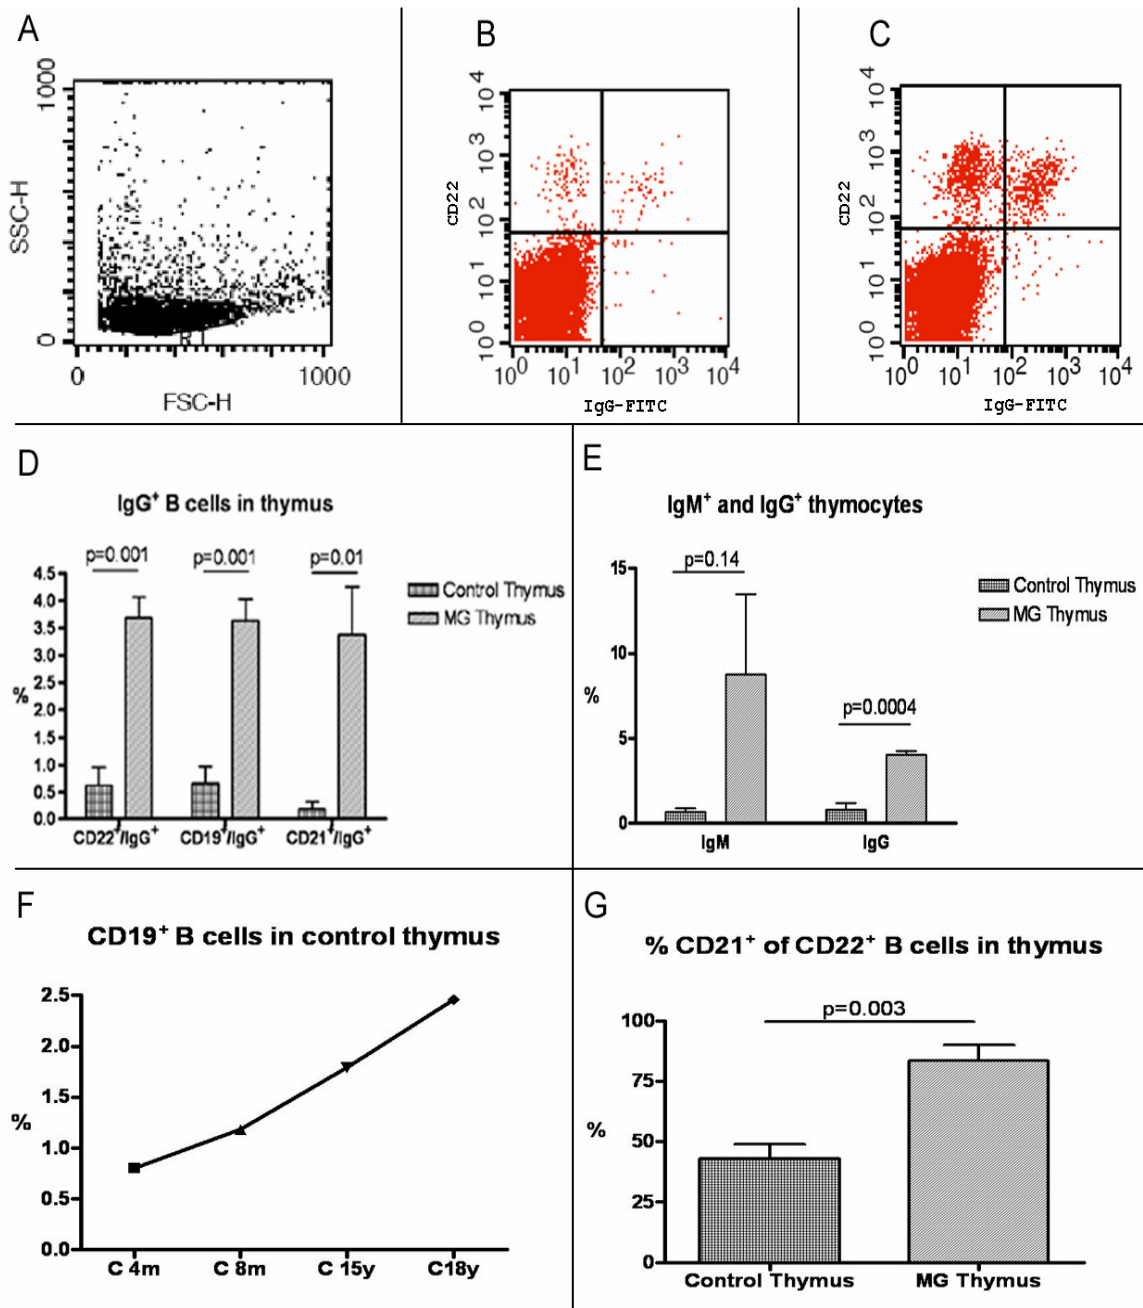 A
1000
SSC-H
0
R1
0
1000
FSC-H
B
10^4
10^3
CD22
10^2
10^1
10^0
10^0 10^1 10^2 10^3 10^4
IgG-FITC
C
10^4
10^3
CD22
10^2
10^1
10^0
10^0 10^1 10^2 10^3 10^4
IgG-FITC
D
IgG+ B cells in thymus
p=0.001 p=0.001 p=0.01
4.5
4.0
3.5
3.0
2.5
%
2.0
1.5
1.0
0.5
0.0
CD22+/IgG+ CD19+/IgG+ CD21+/IgG+
Control Thymus
MG Thymus
E
IgM+ and IgG+ thymocytes
p=0.14
15
10
%
5
0
p=0.0004
IgM IgG
Control Thymus
MG Thymus
F
CD19+ B cells in control thymus
2.5
2.0
1.5
%
1.0
0.5
0.0
C 4m C 8m C 15y C18y
G
% CD21+ of CD22+ B cells in thymus
p=0.003
100
75
%
50
25
0
Control Thymus MG Thymus